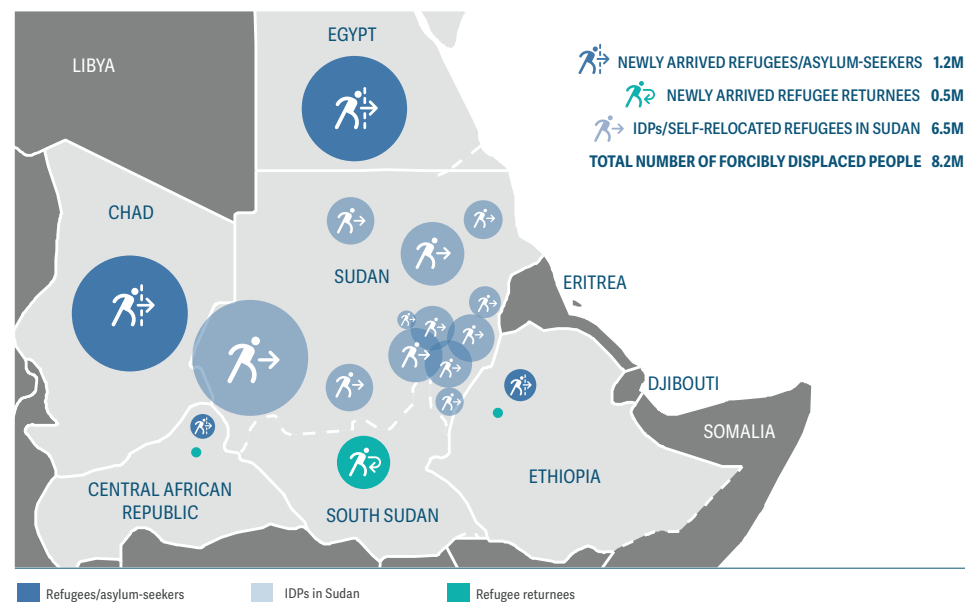 EGYPT
LIBYA
NEWLY ARRIVED REFUGEES/ASYLUM-SEEKERS 1.2M
NEWLY ARRIVED REFUGEE RETURNEES 0.5M
IDPs/SELF-RELOCATED REFUGEES IN SUDAN 6.5M
TOTAL NUMBER OF FORCIBLY DISPLACED PEOPLE 8.2M
CHAD
SUDAN
ERITREA
DJIBOUTI
SOMALIA
ETHIOPIA
CENTRAL AFRICAN
REPUBLIC
SOUTH SUDAN
Refugees/asylum-seekers
IDPs in Sudan
Refugee returnees